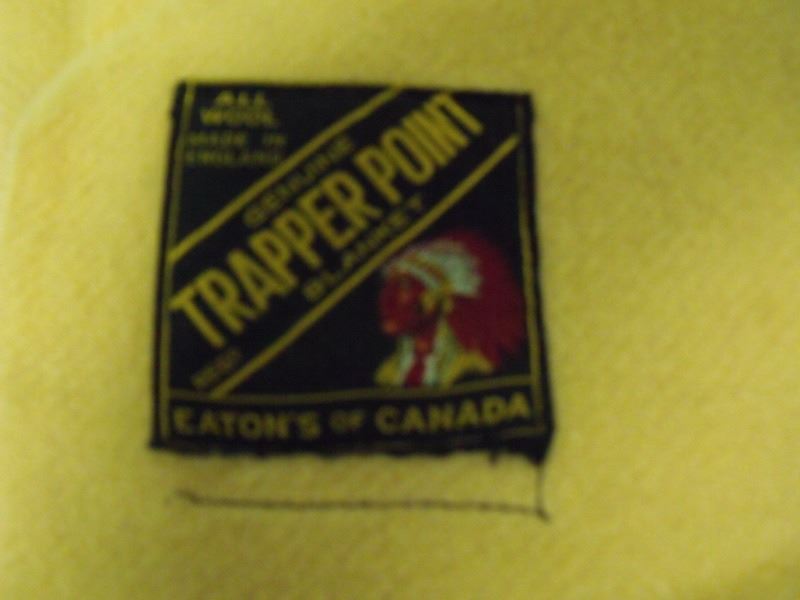 ALL
WOOL
MADE IN
ENGLAND
GENUINE
TRAPPER POINT
BLANKET
EATON'S OF CANADA